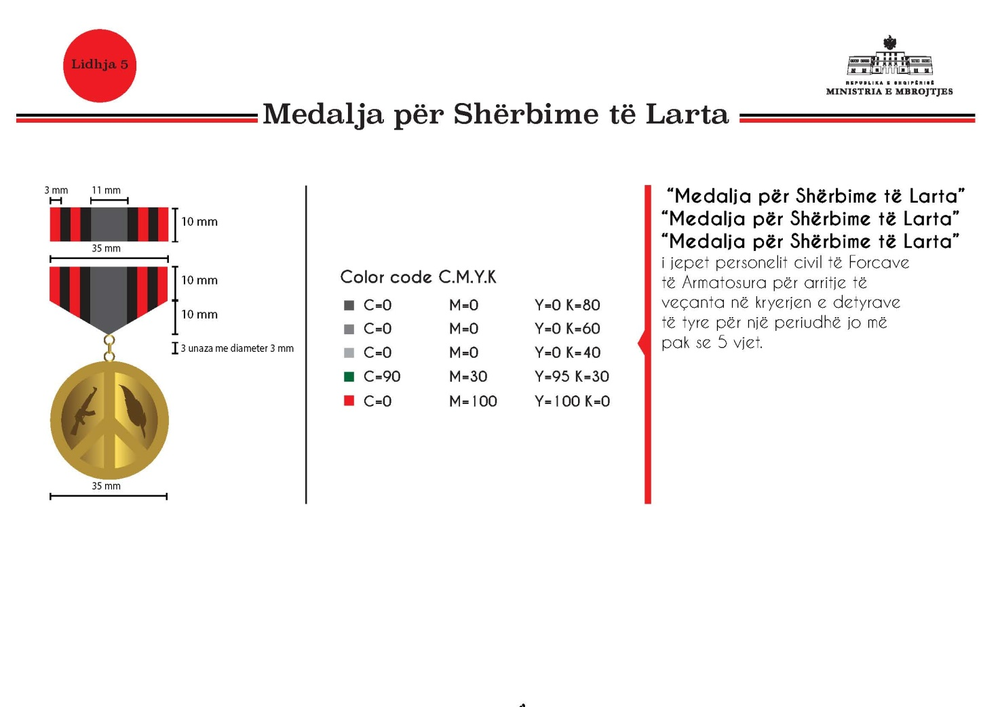 Lidhja 5
REPUBLIKA E SHQIPËRISË
MINISTRIA E MBROJTJES
Medalja për Shërbime të Larta
3 mm
11 mm
10 mm
35 mm
10 mm
10 mm
3 unaza me diameter 3 mm
35 mm
Color code C.M.Y.K
C=0 M=0 Y=0 K=80
C=0 M=0 Y=0 K=60
C=0 M=0 Y=0 K=40
C=90 M=30 Y=95 K=30
C=0 M=100 Y=100 K=0
“Medalja për Shërbime të Larta”
“Medalja për Shërbime të Larta”
“Medalja për Shërbime të Larta”
i jepet personelit civil të Forcave
të Armatosura për arritje të
veçanta në kryerjen e detyrave
të tyre për një periudhë jo më
pak se 5 vjet.